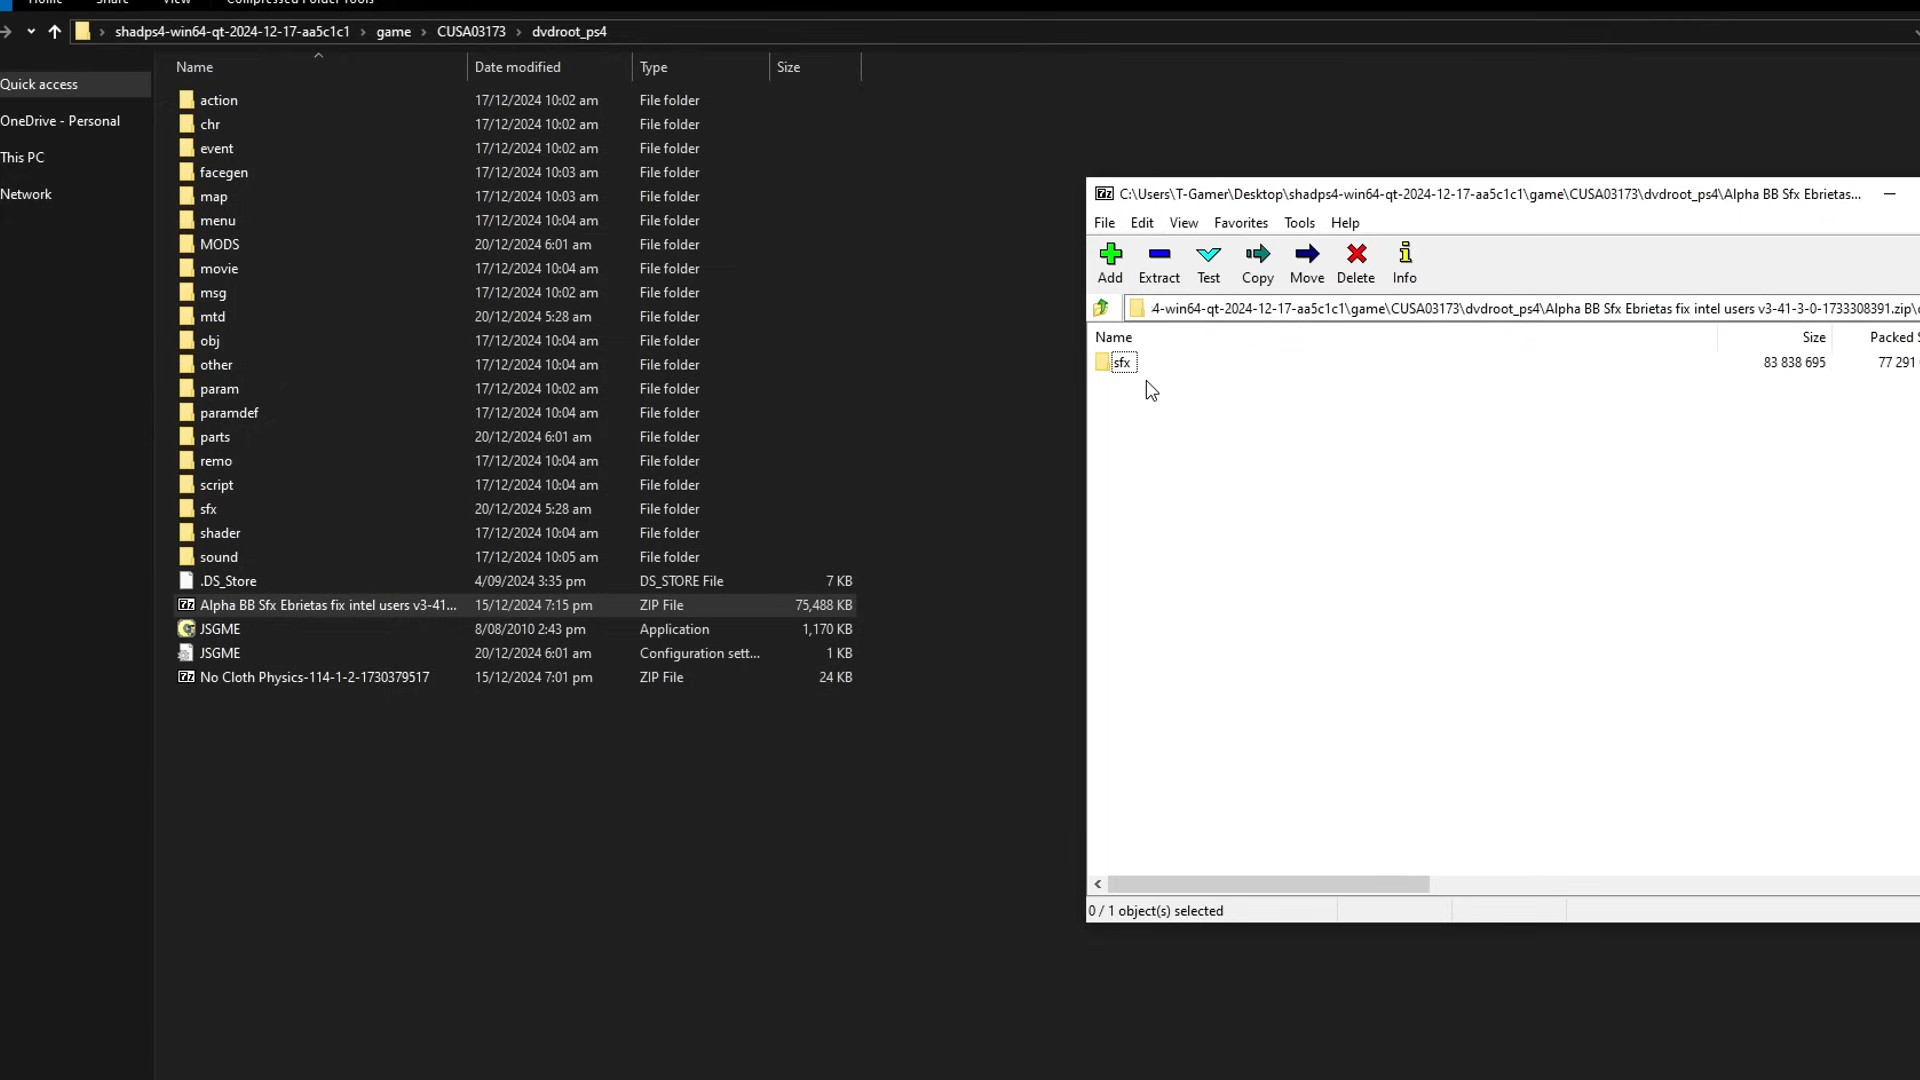 Home Share View Compressed Folder Tools
shadps4-win64-qt-2024-12-17-aa5c1c1 › game › CUSA03173 › dvdroot_ps4
Name Date modified Type Size
Quick access
OneDrive - Personal
This PC
Network
action 17/12/2024 10:02 am File folder
chr 17/12/2024 10:02 am File folder
event 17/12/2024 10:02 am File folder
facegen 17/12/2024 10:03 am File folder
map 17/12/2024 10:03 am File folder
menu 17/12/2024 10:04 am File folder
MODS 20/12/2024 6:01 am File folder
movie 17/12/2024 10:04 am File folder
msg 17/12/2024 10:02 am File folder
mtd 20/12/2024 5:28 am File folder
obj 17/12/2024 10:04 am File folder
other 17/12/2024 10:04 am File folder
param 17/12/2024 10:02 am File folder
paramdef 17/12/2024 10:04 am File folder
parts 20/12/2024 6:01 am File folder
remo 17/12/2024 10:04 am File folder
script 17/12/2024 10:04 am File folder
sfx 20/12/2024 5:28 am File folder
shader 17/12/2024 10:04 am File folder
sound 17/12/2024 10:05 am File folder
.DS_Store 4/09/2024 3:35 pm DS_STORE File 7 KB
Alpha BB Sfx Ebrietas fix intel users v3-41... 15/12/2024 7:15 pm ZIP File 75,488 KB
JSGME 8/08/2010 2:43 pm Application 1,170 KB
JSGME 20/12/2024 6:01 am Configuration sett... 1 KB
No Cloth Physics-114-1-2-1730379517 15/12/2024 7:01 pm ZIP File 24 KB
C:\Users\T-Gamer\Desktop\shadps4-win64-qt-2024-12-17-aa5c1c1\game\CUSA03173\dvdroot_ps4\Alpha BB Sfx Ebrietas...
File Edit View Favorites Tools Help
Add Extract Test Copy Move Delete Info
4-win64-qt-2024-12-17-aa5c1c1\game\CUSA03173\dvdroot_ps4\Alpha BB Sfx Ebrietas fix intel users v3-41-3-0-1733308391.zip\
Name Size Packed
sfx 83 838 695 77 291
0 / 1 object(s) selected